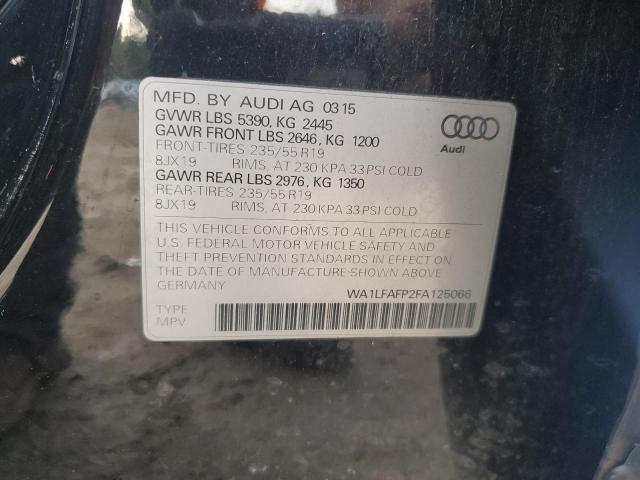 MFD. BY AUDI AG 03 15
GVWR LBS 5390, KG 2445
GAWR FRONT LBS 2646, KG 1200
FRONT-TIRES 235/55 R19
8JX19 RIMS, AT 230 KPA 33 PSI COLD
GAWR REAR LBS 2976, KG 1350
REAR-TIRES 235/55 R19
8JX19 RIMS, AT 230 KPA 33 PSI COLD
Audi
THIS VEHICLE CONFORMS TO ALL APPLICABLE
U.S. FEDERAL MOTOR VEHICLE SAFETY AND
THEFT PREVENTION STANDARDS IN EFFECT ON
THE DATE OF MANUFACTURE SHOWN ABOVE.
GERMANY
WA1LFAFP2FA125066
TYPE
MPV